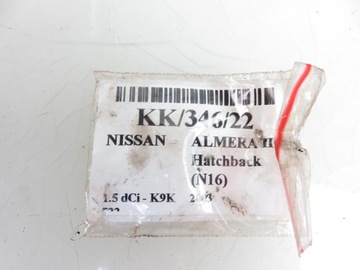 KK/346/22
NISSAN ALMERA II
Hatchback
(N16)
1.5 dCi - K9K